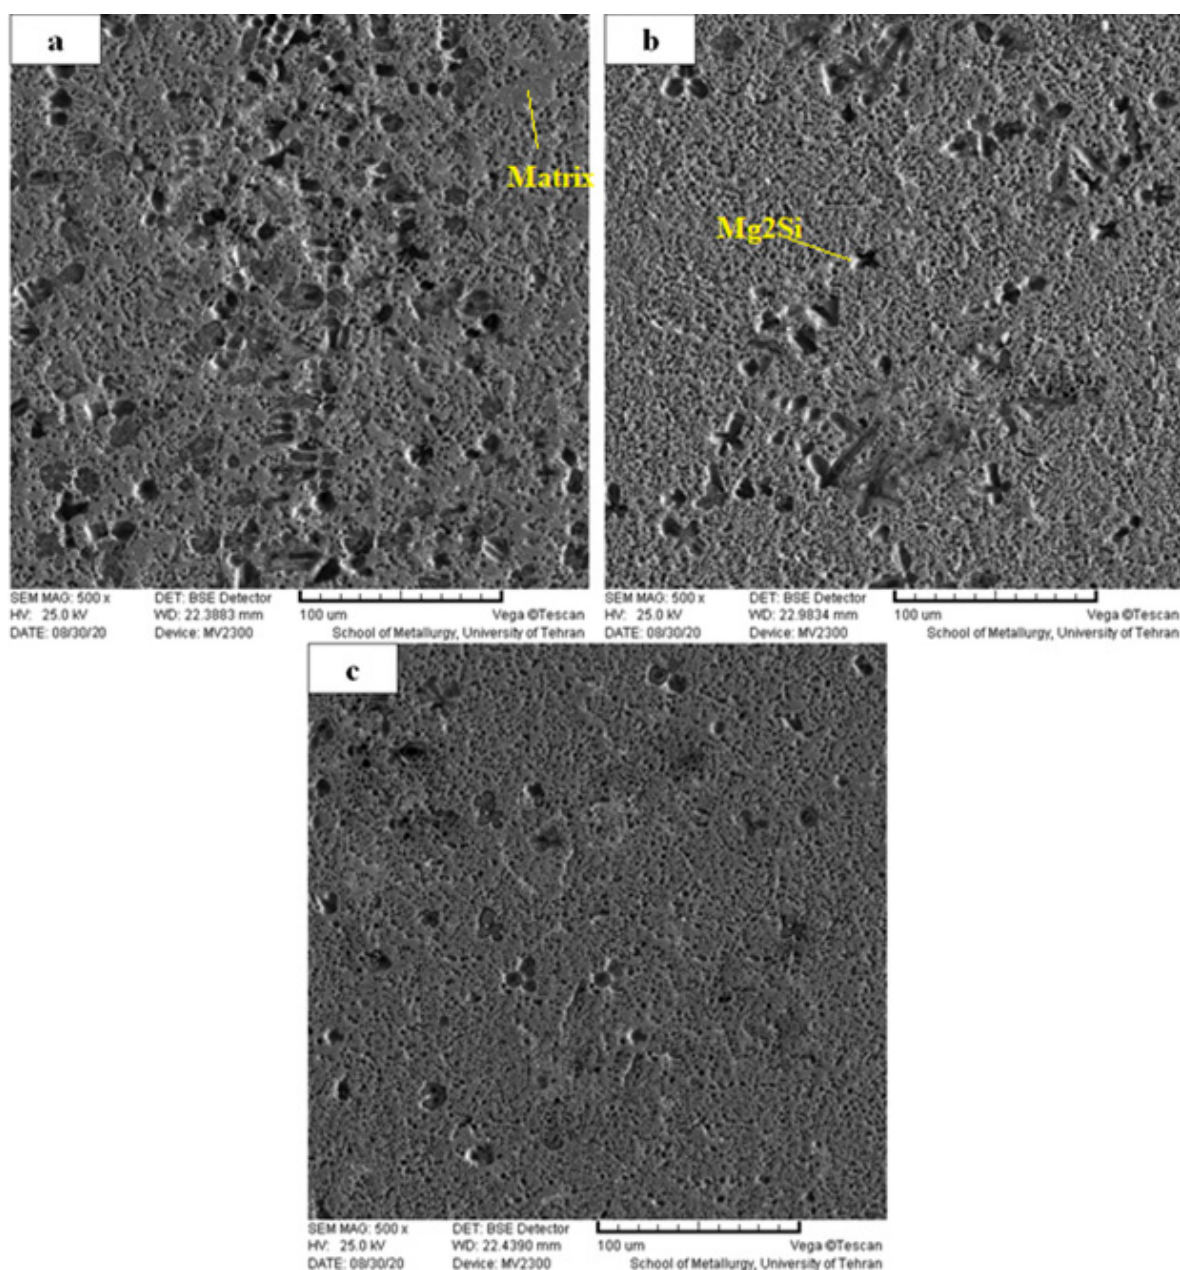 a
Matrix
SEM MAG: 500 x DET: BSE Detector
HV: 25.0 kV WD: 22.3883 mm 100 um Vega ©Tescan
DATE: 08/30/20 Device: MV2300 School of Metallurgy, University of Tehran
b
Mg2Si
SEM MAG: 500 x DET: BSE Detector
HV: 25.0 kV WD: 22.9834 mm 100 um Vega ©Tescan
DATE: 08/30/20 Device: MV2300 School of Metallurgy, University of Tehran
c
SEM MAG: 500 x DET: BSE Detector
HV: 25.0 kV WD: 22.4390 mm 100 um Vega ©Tescan
DATE: 08/30/20 Device: MV2300 School of Metallurgy, University of Tehran